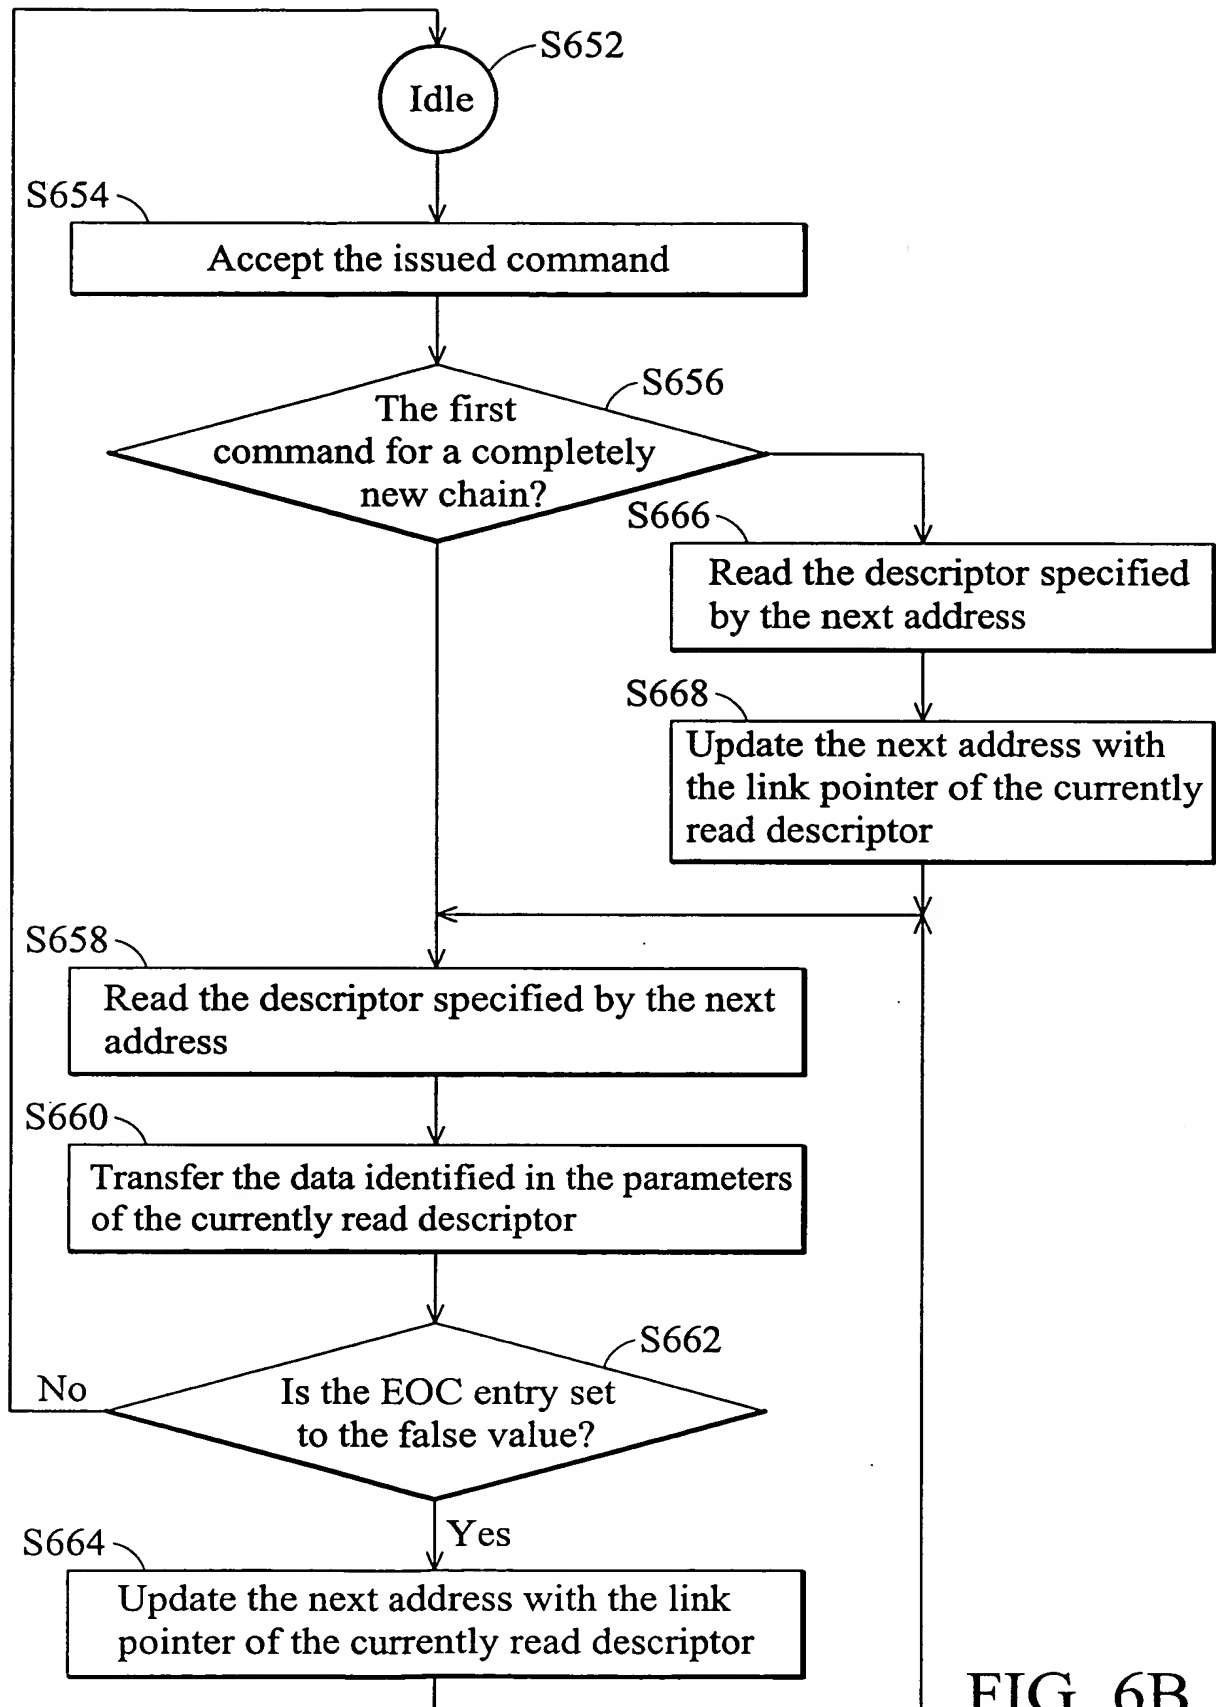 S652
Idle
S654
Accept the issued command
S656
The first
command for a completely
new chain?
S666
Read the descriptor specified
by the next address
S668
Update the next address with
the link pointer of the currently
read descriptor
S658
Read the descriptor specified by the next
address
S660
Transfer the data identified in the parameters
of the currently read descriptor
S662
No
Is the EOC entry set
to the false value?
Yes
S664
Update the next address with the link
pointer of the currently read descriptor
FIG. 6B